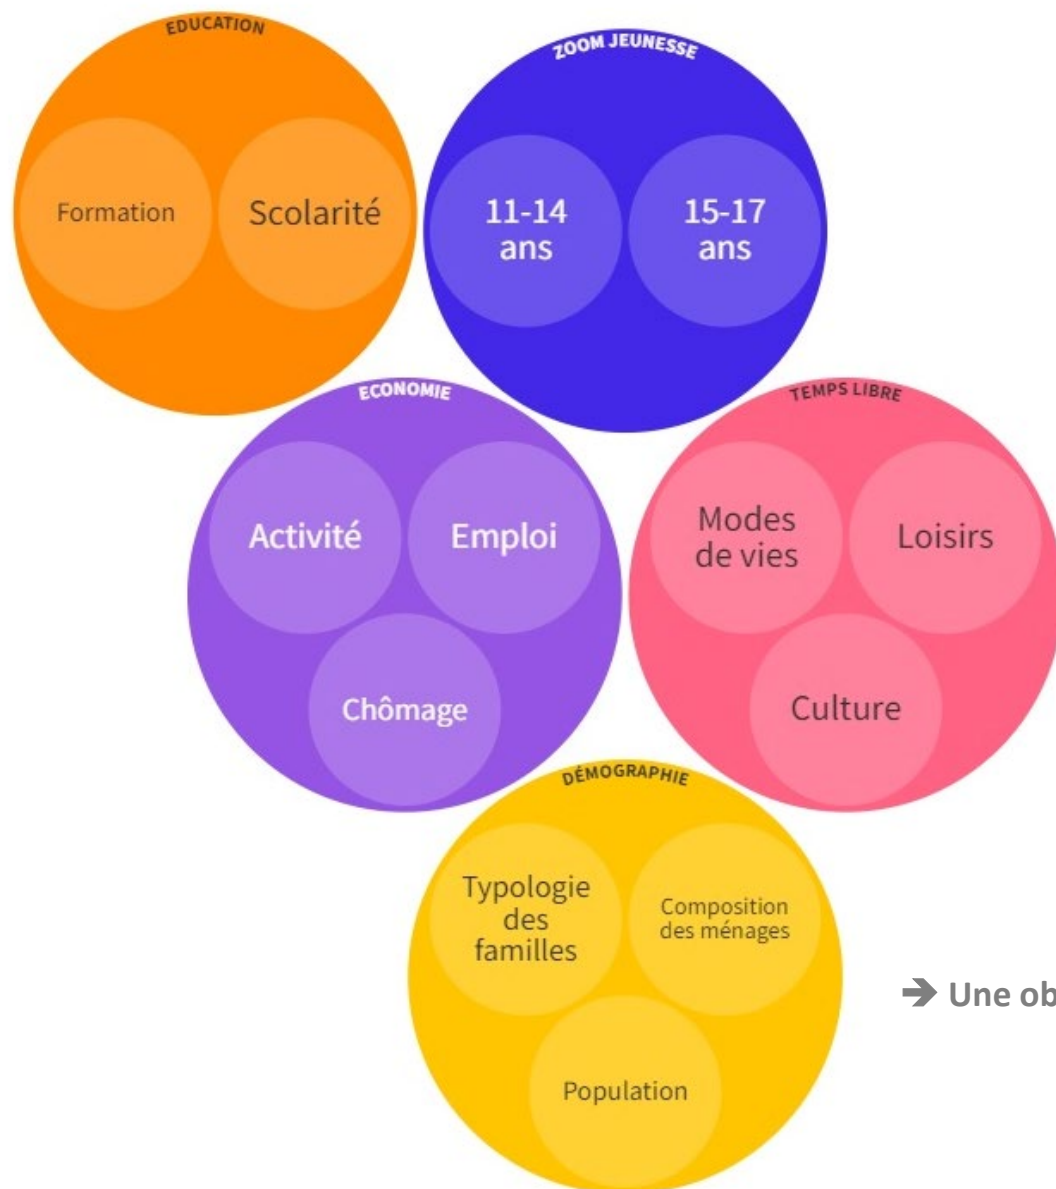 EDUCATION
Formation
Scolarité
ZOOM JEUNESSE
11-14
ans
15-17
ans
ECONOMIE
Activité
Emploi
Chômage
TEMPS LIBRE
Modes
de vies
Loisirs
Culture
DÉMOGRAPHIE
Typologie
des
familles
Composition
des ménages
Population
➔ Une ob